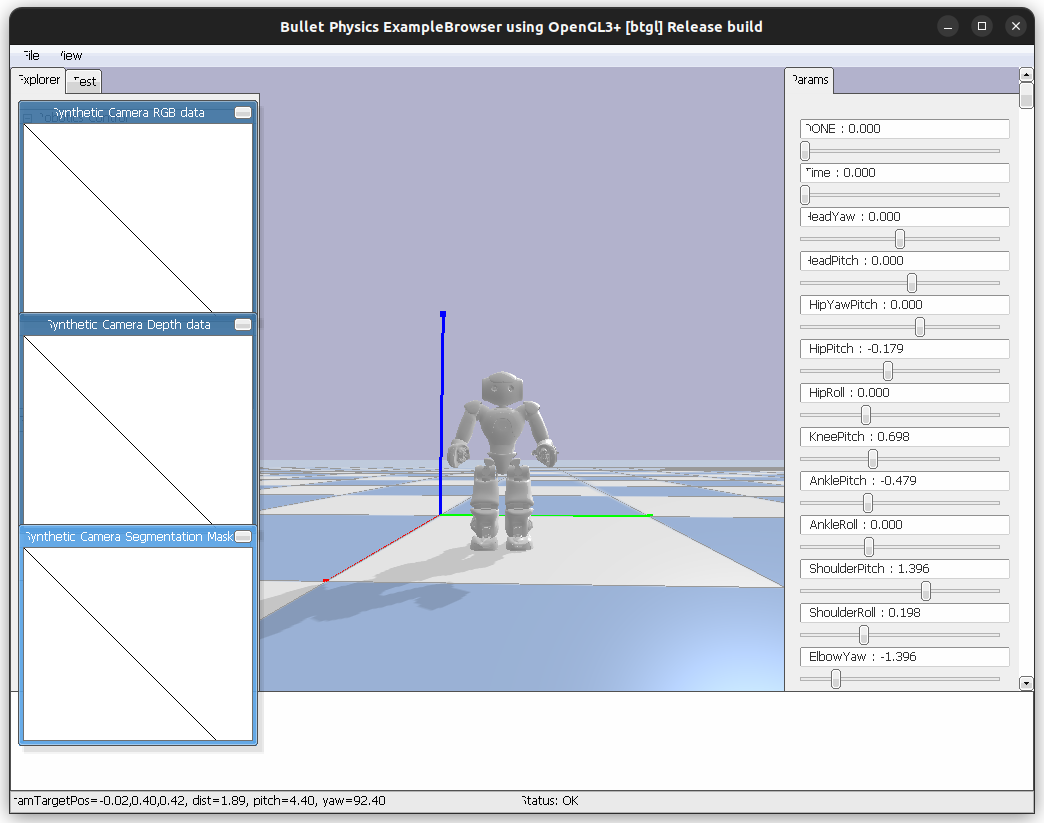 Bullet Physics ExampleBrowser using OpenGL3+ [btgl] Release build
File View
Explorer Test
Params
Synthetic Camera RGB data
Synthetic Camera Depth data
Synthetic Camera Segmentation Mask
DONE : 0.000
Time : 0.000
HeadYaw : 0.000
HeadPitch : 0.000
HipYawPitch : 0.000
HipPitch : -0.179
HipRoll : 0.000
KneePitch : 0.698
AnklePitch : -0.479
AnkleRoll : 0.000
ShoulderPitch : 1.396
ShoulderRoll : 0.198
ElbowYaw : -1.396
camTargetPos=-0.02,0.40,0.42, dist=1.89, pitch=4.40, yaw=92.40
Status: OK